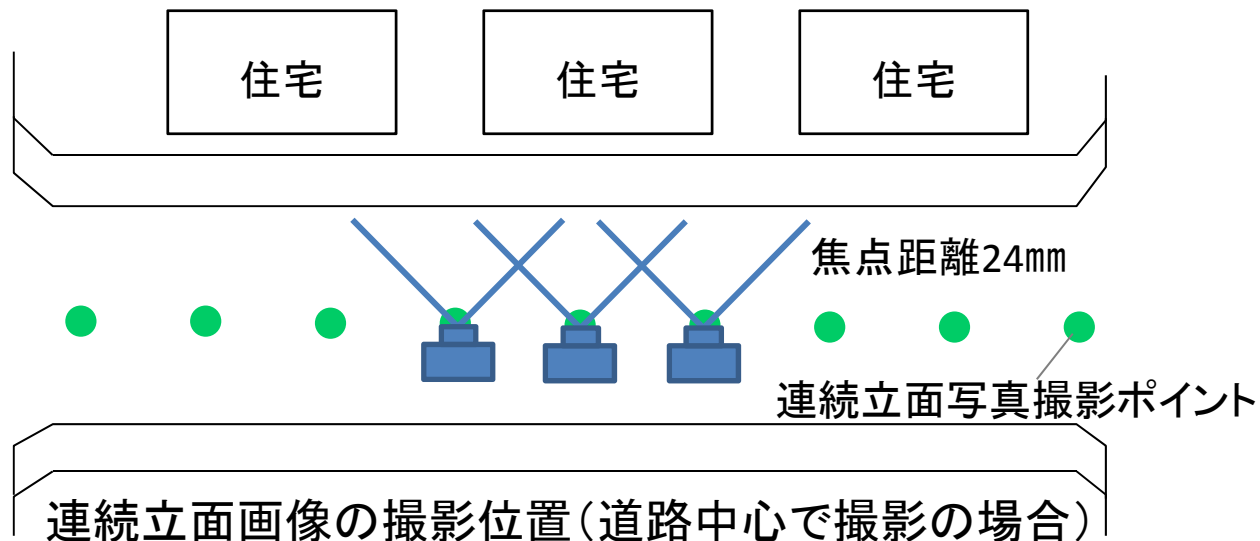 住宅
住宅
住宅
焦点距離24㎜
連続立面写真撮影ポイント
連続立面画像の撮影位置(道路中心で撮影の場合)